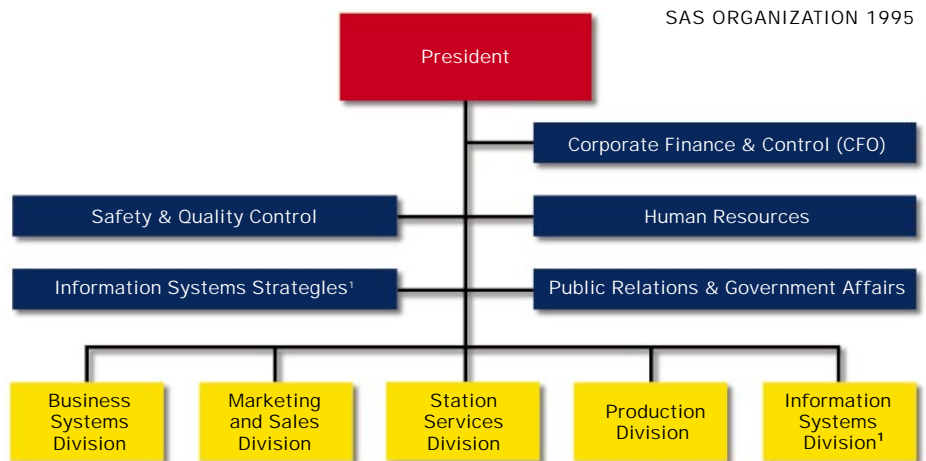 SAS ORGANIZATION 1995
President
Corporate Finance & Control (CFO)
Safety & Quality Control
Human Resources
Information Systems Strategles¹
Public Relations & Government Affairs
Business
Systems
Division
Marketing
and Sales
Division
Station
Services
Division
Production
Division
Information
Systems
Division¹